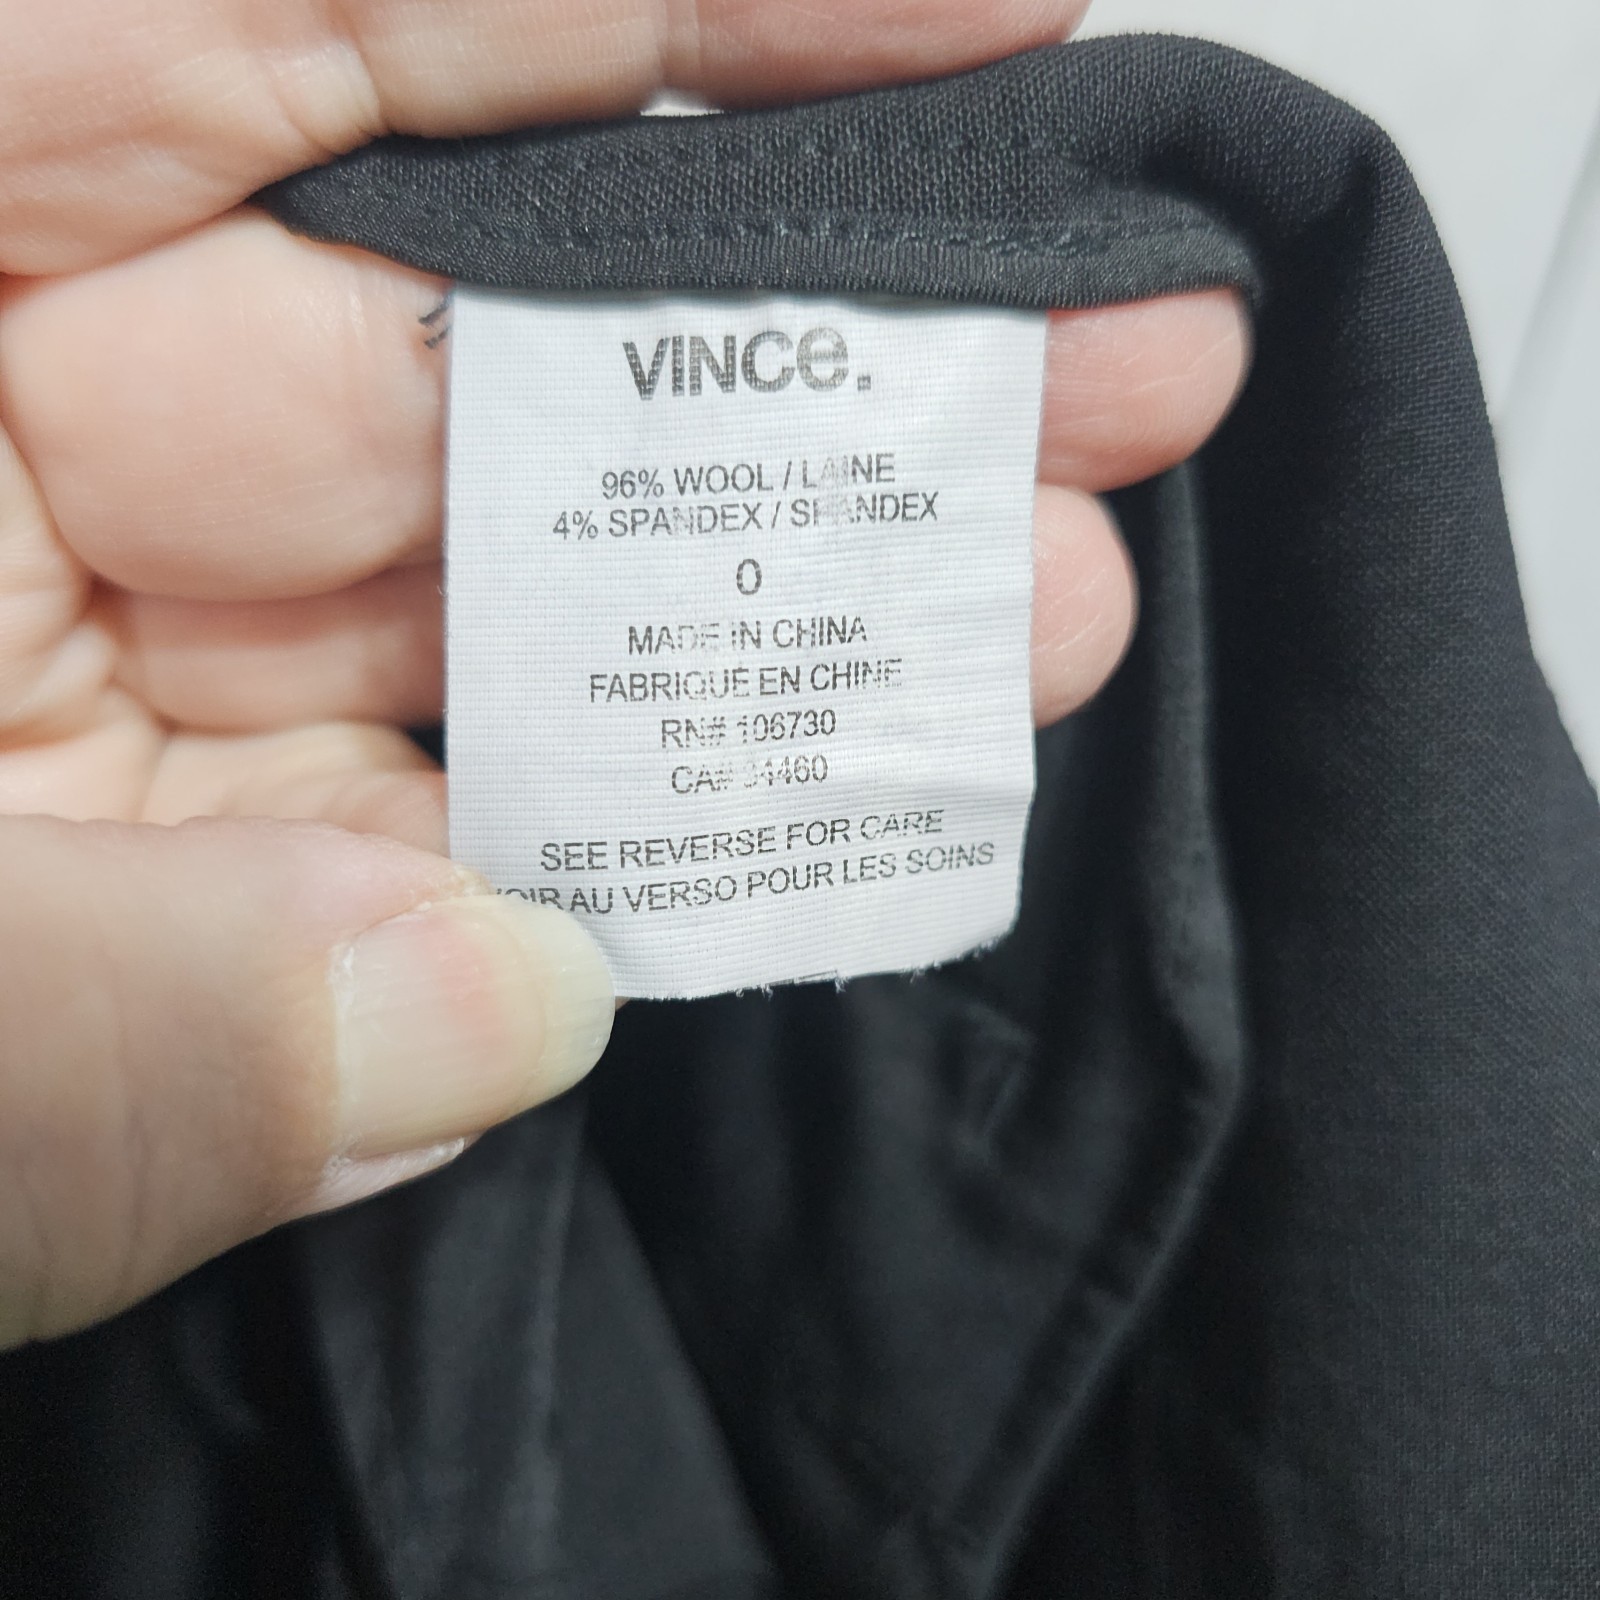 VINCe.
96% WOOL / LAINE
4% SPANDEX / SPANDEX
0
MADE IN CHINA
FABRIQUÉ EN CHINE
RN# 106730
CA#
SEE REVERSE FOR CARE
AU VERSO POUR LES SOINS